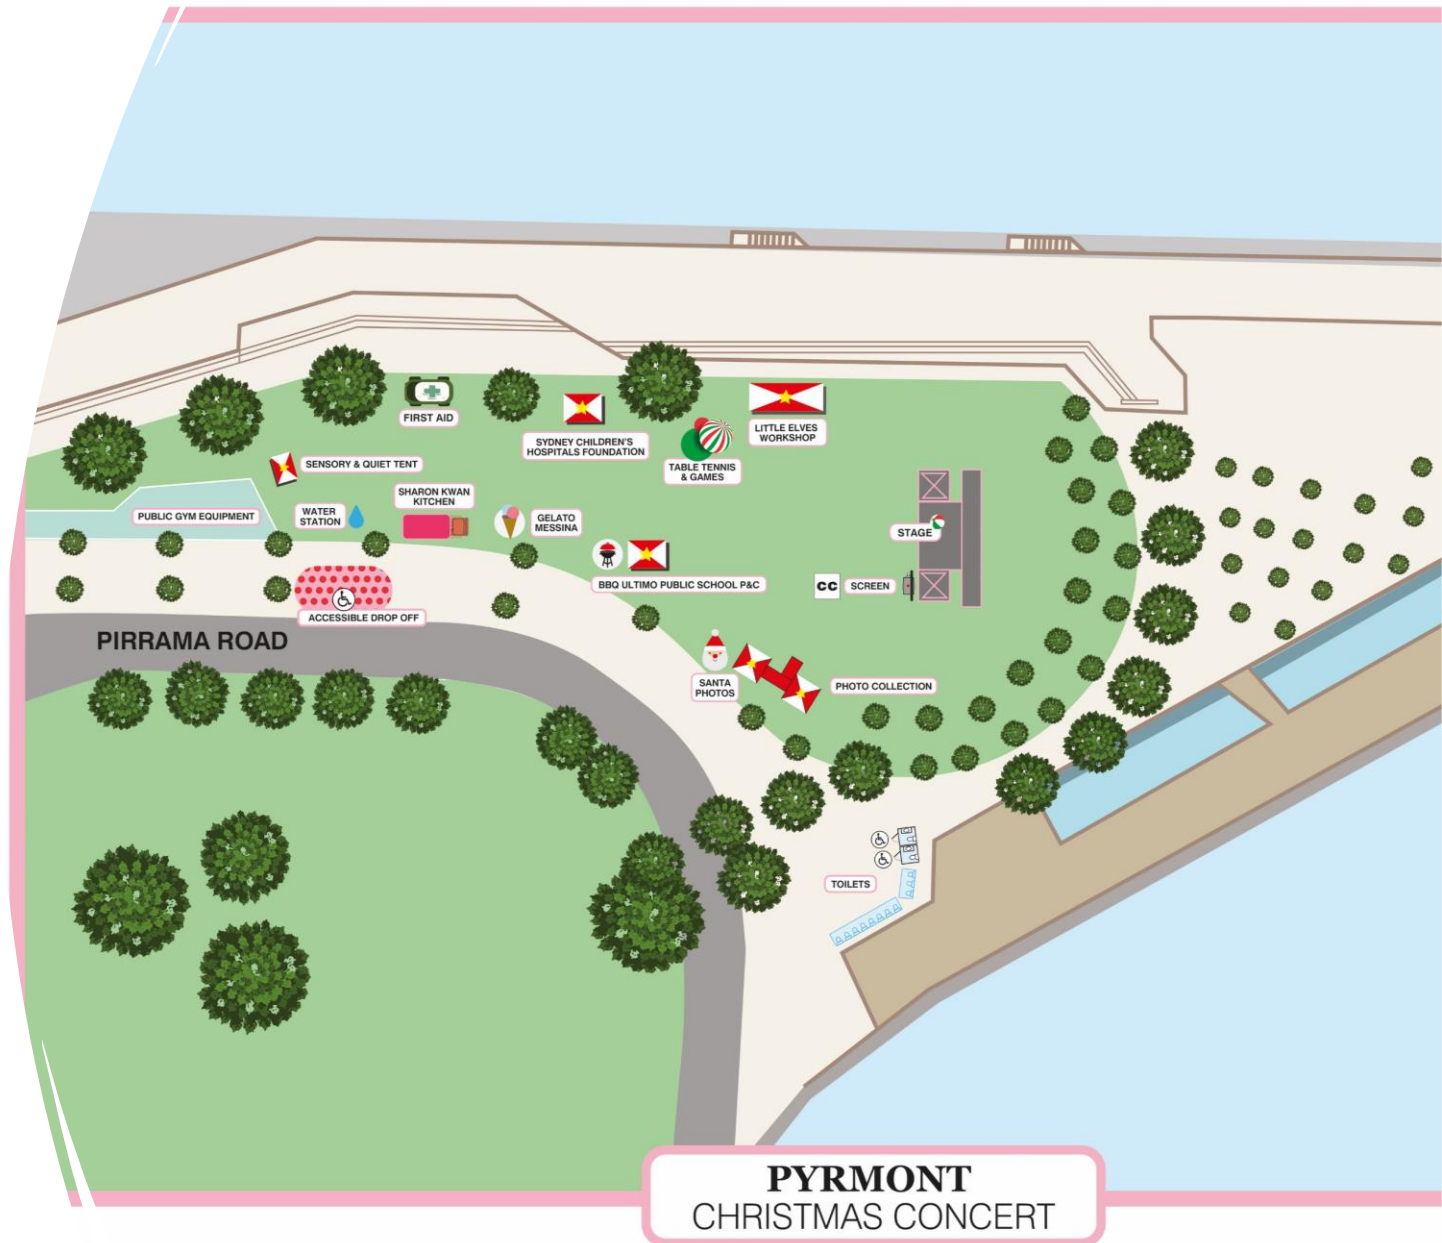 FIRST AID
SYDNEY CHILDREN'S
HOSPITALS FOUNDATION
LITTLE ELVES
WORKSHOP
TABLE TENNIS
& GAMES
SENSORY & QUIET TENT
SHARON KWAN
KITCHEN
PUBLIC GYM EQUIPMENT
WATER
STATION
GELATO
MESSINA
STAGE
BBQ ULTIMO PUBLIC SCHOOL P&C
CC
SCREEN
ACCESSIBLE DROP OFF
PIRRAMA ROAD
SANTA
PHOTOS
PHOTO COLLECTION
TOILETS
PYRMONT
CHRISTMAS CONCERT